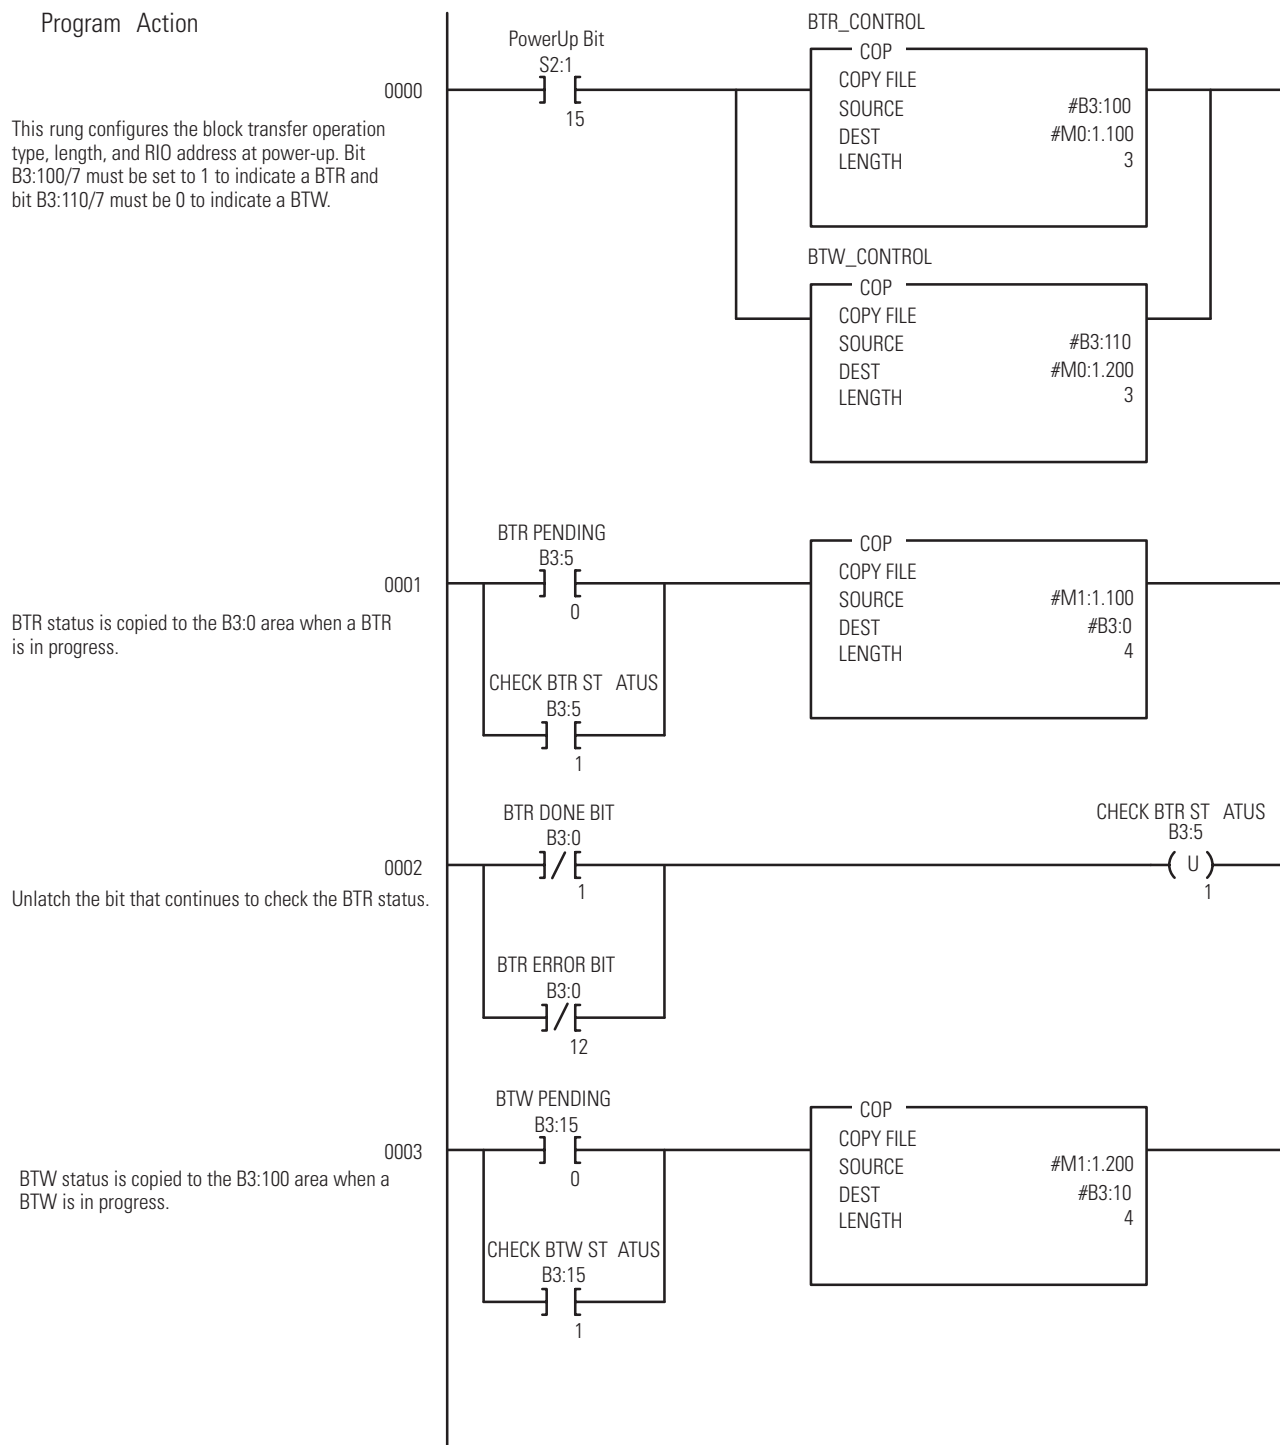 Program Action
0000
This rung configures the block transfer operation
type, length, and RIO address at power-up. Bit
B3:100/7 must be set to 1 to indicate a BTR and
bit B3:110/7 must be 0 to indicate a BTW.
PowerUp Bit
S2:1
15
BTR_CONTROL
COP
COPY FILE
SOURCE #B3:100
DEST #M0:1.100
LENGTH 3
BTW_CONTROL
COP
COPY FILE
SOURCE #B3:110
DEST #M0:1.200
LENGTH 3
0001
BTR status is copied to the B3:0 area when a BTR
is in progress.
BTR PENDING
B3:5
0
CHECK BTR ST ATUS
B3:5
1
COP
COPY FILE
SOURCE #M1:1.100
DEST #B3:0
LENGTH 4
0002
Unlatch the bit that continues to check the BTR status.
BTR DONE BIT
B3:0
1
BTR ERROR BIT
B3:0
12
CHECK BTR ST ATUS
B3:5
U
1
0003
BTW status is copied to the B3:100 area when a
BTW is in progress.
BTW PENDING
B3:15
0
CHECK BTW ST ATUS
B3:15
1
COP
COPY FILE
SOURCE #M1:1.200
DEST #B3:10
LENGTH 4